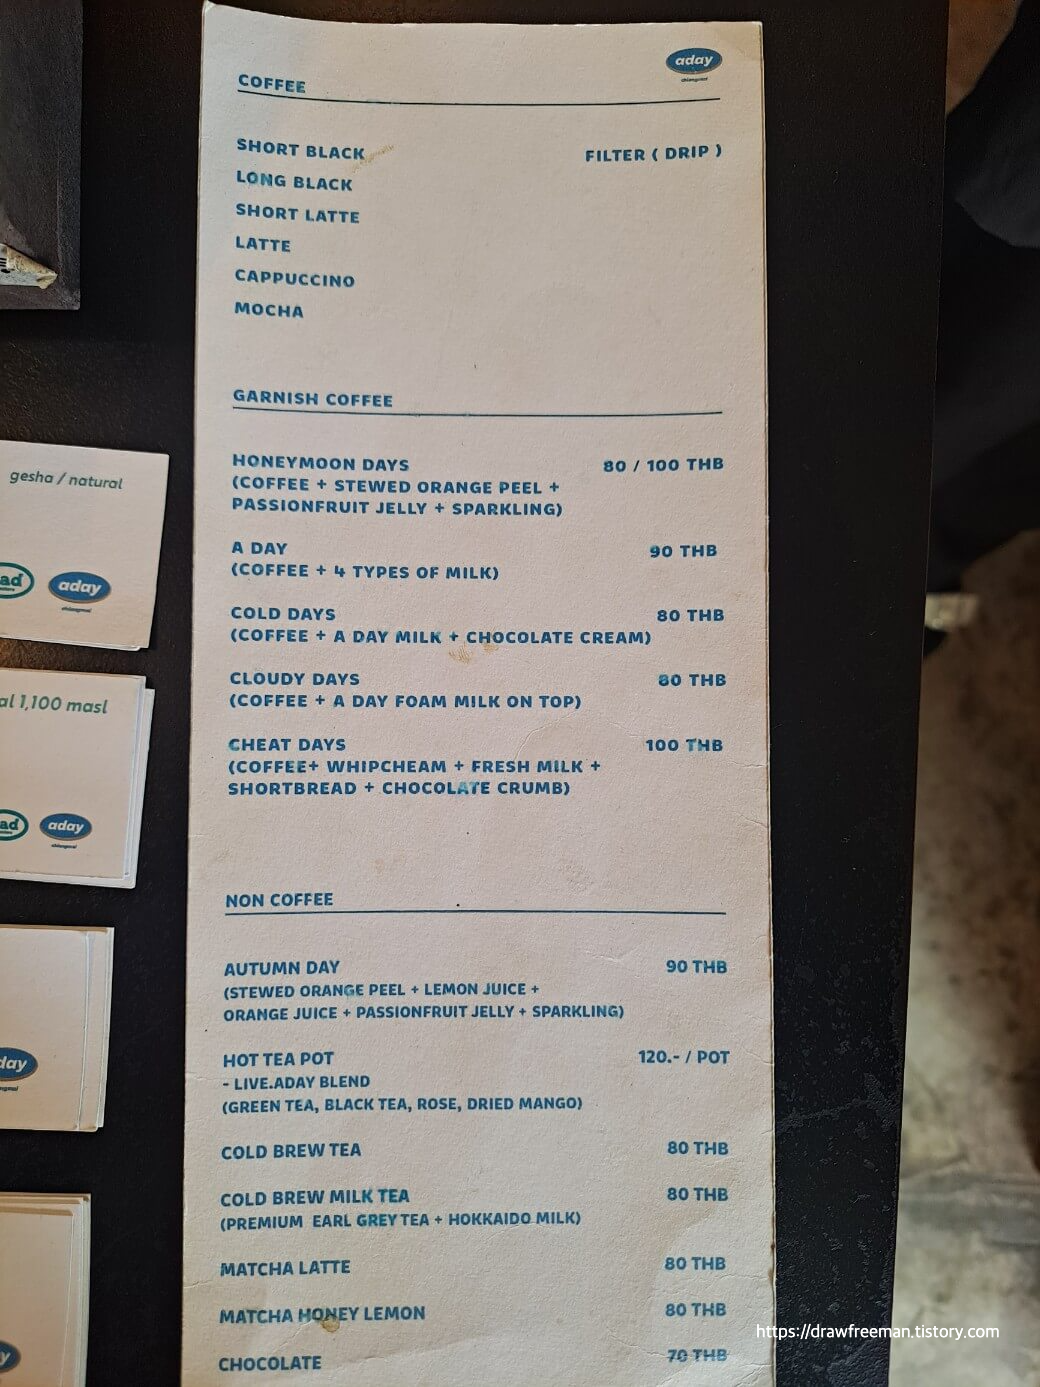 aday
chiangmai
COFFEE
SHORT BLACK
FILTER ( DRIP )
LONG BLACK
SHORT LATTE
LATTE
CAPPUCCINO
MOCHA
GARNISH COFFEE
HONEYMOON DAYS 80 / 100 THB
(COFFEE + STEWED ORANGE PEEL +
PASSIONFRUIT JELLY + SPARKLING)
A DAY 90 THB
(COFFEE + 4 TYPES OF MILK)
COLD DAYS 80 THB
(COFFEE + A DAY MILK + CHOCOLATE CREAM)
CLOUDY DAYS 80 THB
(COFFEE + A DAY FOAM MILK ON TOP)
CHEAT DAYS 100 THB
(COFFEE+ WHIPCHEAM + FRESH MILK +
SHORTBREAD + CHOCOLATE CRUMB)
NON COFFEE
AUTUMN DAY 90 THB
(STEWED ORANGE PEEL + LEMON JUICE +
ORANGE JUICE + PASSIONFRUIT JELLY + SPARKLING)
HOT TEA POT 120.- / POT
- LIVE.ADAY BLEND
(GREEN TEA, BLACK TEA, ROSE, DRIED MANGO)
COLD BREW TEA 80 THB
COLD BREW MILK TEA 80 THB
(PREMIUM EARL GREY TEA + HOKKAIDO MILK)
MATCHA LATTE 80 THB
MATCHA HONEY LEMON 80 THB
CHOCOLATE 70 THB
gesha / natural
ad
aday
chiangmai
al 1,100 masl
ad
aday
chiangmai
day
https://drawfreeman.tistory.com